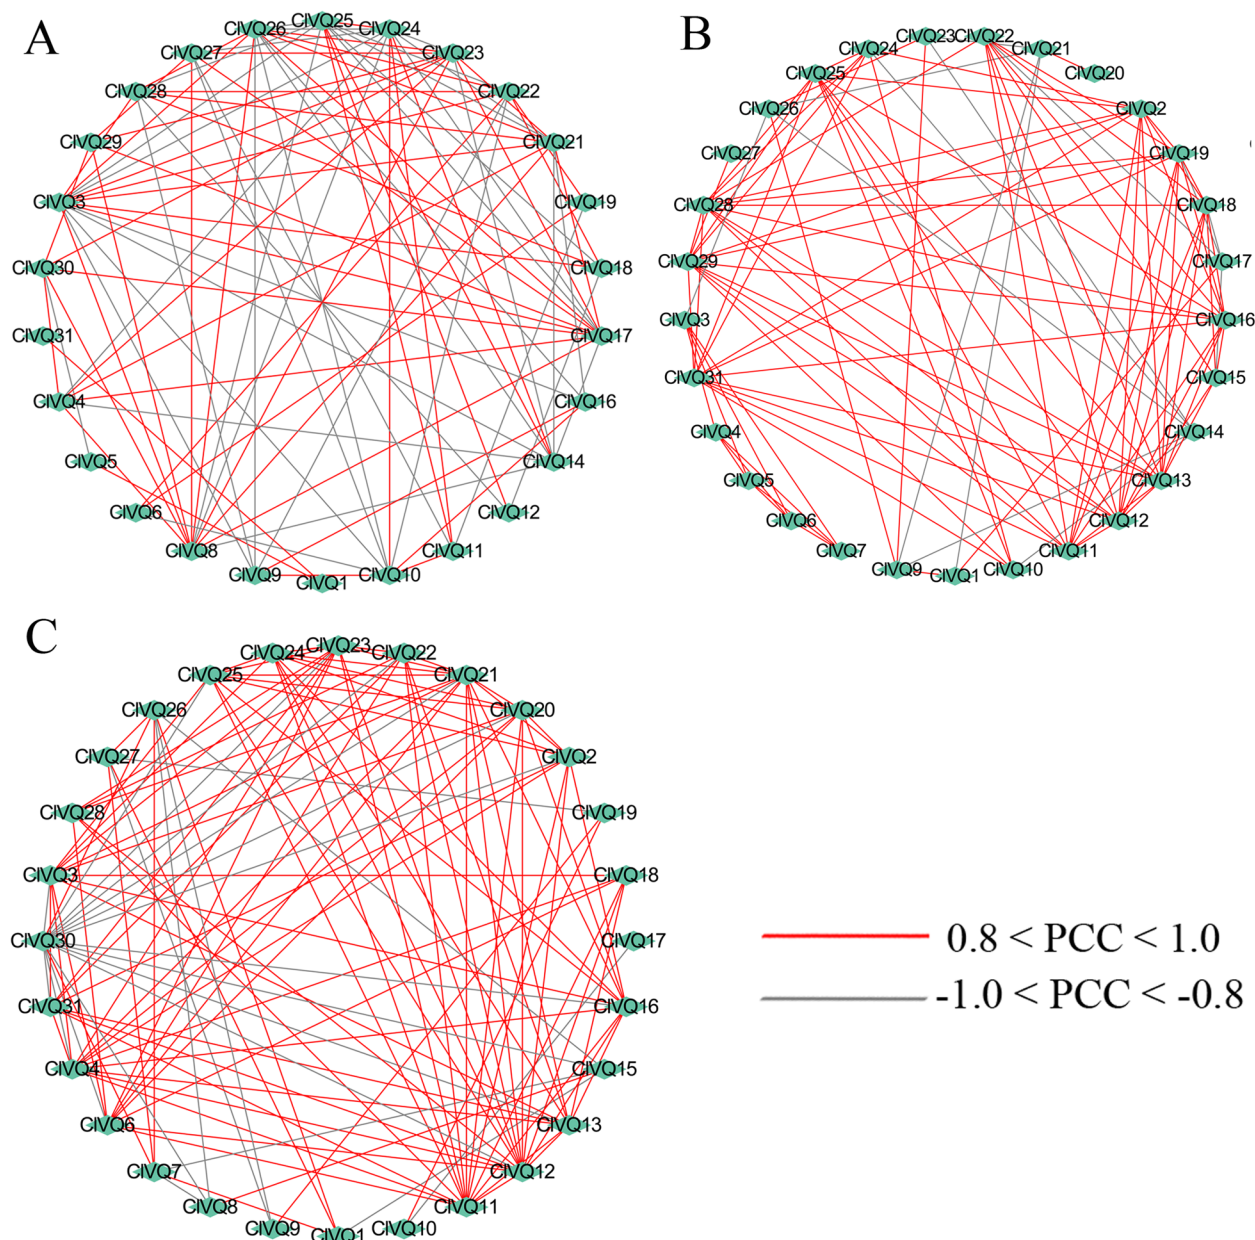 A
ClVQ25
ClVQ26
ClVQ24
ClVQ27
ClVQ23
ClVQ28
ClVQ22
ClVQ29
ClVQ21
ClVQ3
ClVQ19
ClVQ30
ClVQ18
ClVQ31
ClVQ17
ClVQ4
ClVQ16
ClVQ5
ClVQ14
ClVQ6
ClVQ12
ClVQ8
ClVQ11
ClVQ9
ClVQ10
ClVQ1
B
ClVQ23
ClVQ22
ClVQ24
ClVQ21
ClVQ25
ClVQ20
ClVQ26
ClVQ2
ClVQ27
ClVQ19
ClVQ28
ClVQ18
ClVQ29
ClVQ17
ClVQ3
ClVQ16
ClVQ31
ClVQ15
ClVQ4
ClVQ14
ClVQ5
ClVQ13
ClVQ6
ClVQ12
ClVQ7
ClVQ11
ClVQ9
ClVQ10
ClVQ1
C
ClVQ23
ClVQ24
ClVQ22
ClVQ25
ClVQ21
ClVQ26
ClVQ20
ClVQ27
ClVQ2
ClVQ28
ClVQ19
ClVQ3
ClVQ18
ClVQ30
ClVQ17
ClVQ31
ClVQ16
ClVQ4
ClVQ15
ClVQ6
ClVQ13
ClVQ7
ClVQ12
ClVQ8
ClVQ11
ClVQ9
ClVQ10
ClVQ1
0.8 < PCC < 1.0
-1.0 < PCC < -0.8